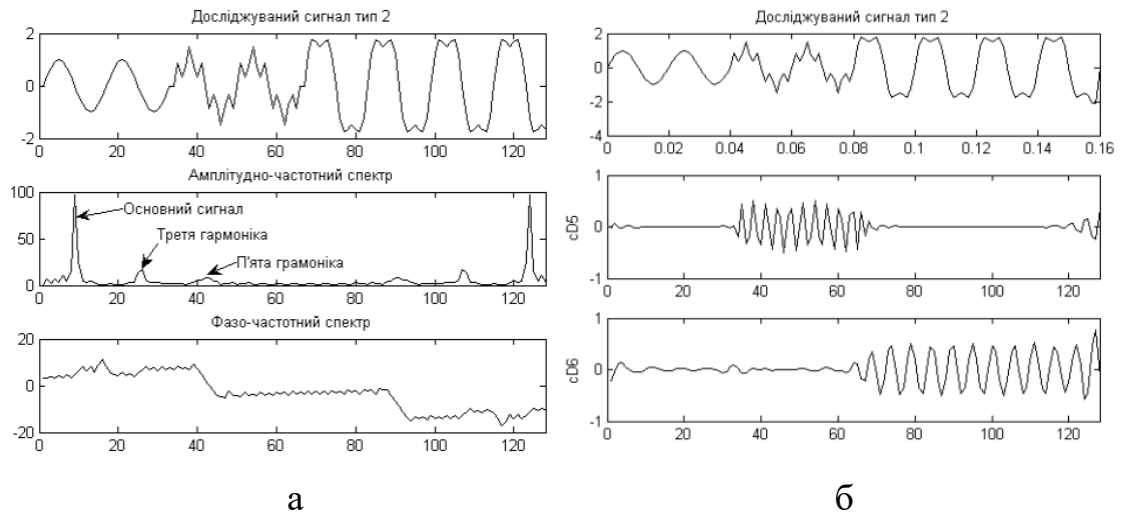 Досліджуваний сигнал тип 2
2
0
-2
0 20 40 60 80 100 120
Амплітудно-частотний спектр
100
50
0
Основний сигнал
Третя гармоніка
П'ята грамоніка
0 20 40 60 80 100 120
Фазо-частотний спектр
20
0
-20
0 20 40 60 80 100 120
а
Досліджуваний сигнал тип 2
2
0
-2
-4
0 0.02 0.04 0.06 0.08 0.1 0.12 0.14 0.16
1
0
-1
cD5
0 20 40 60 80 100 120
1
0
-1
cD6
0 20 40 60 80 100 120
б